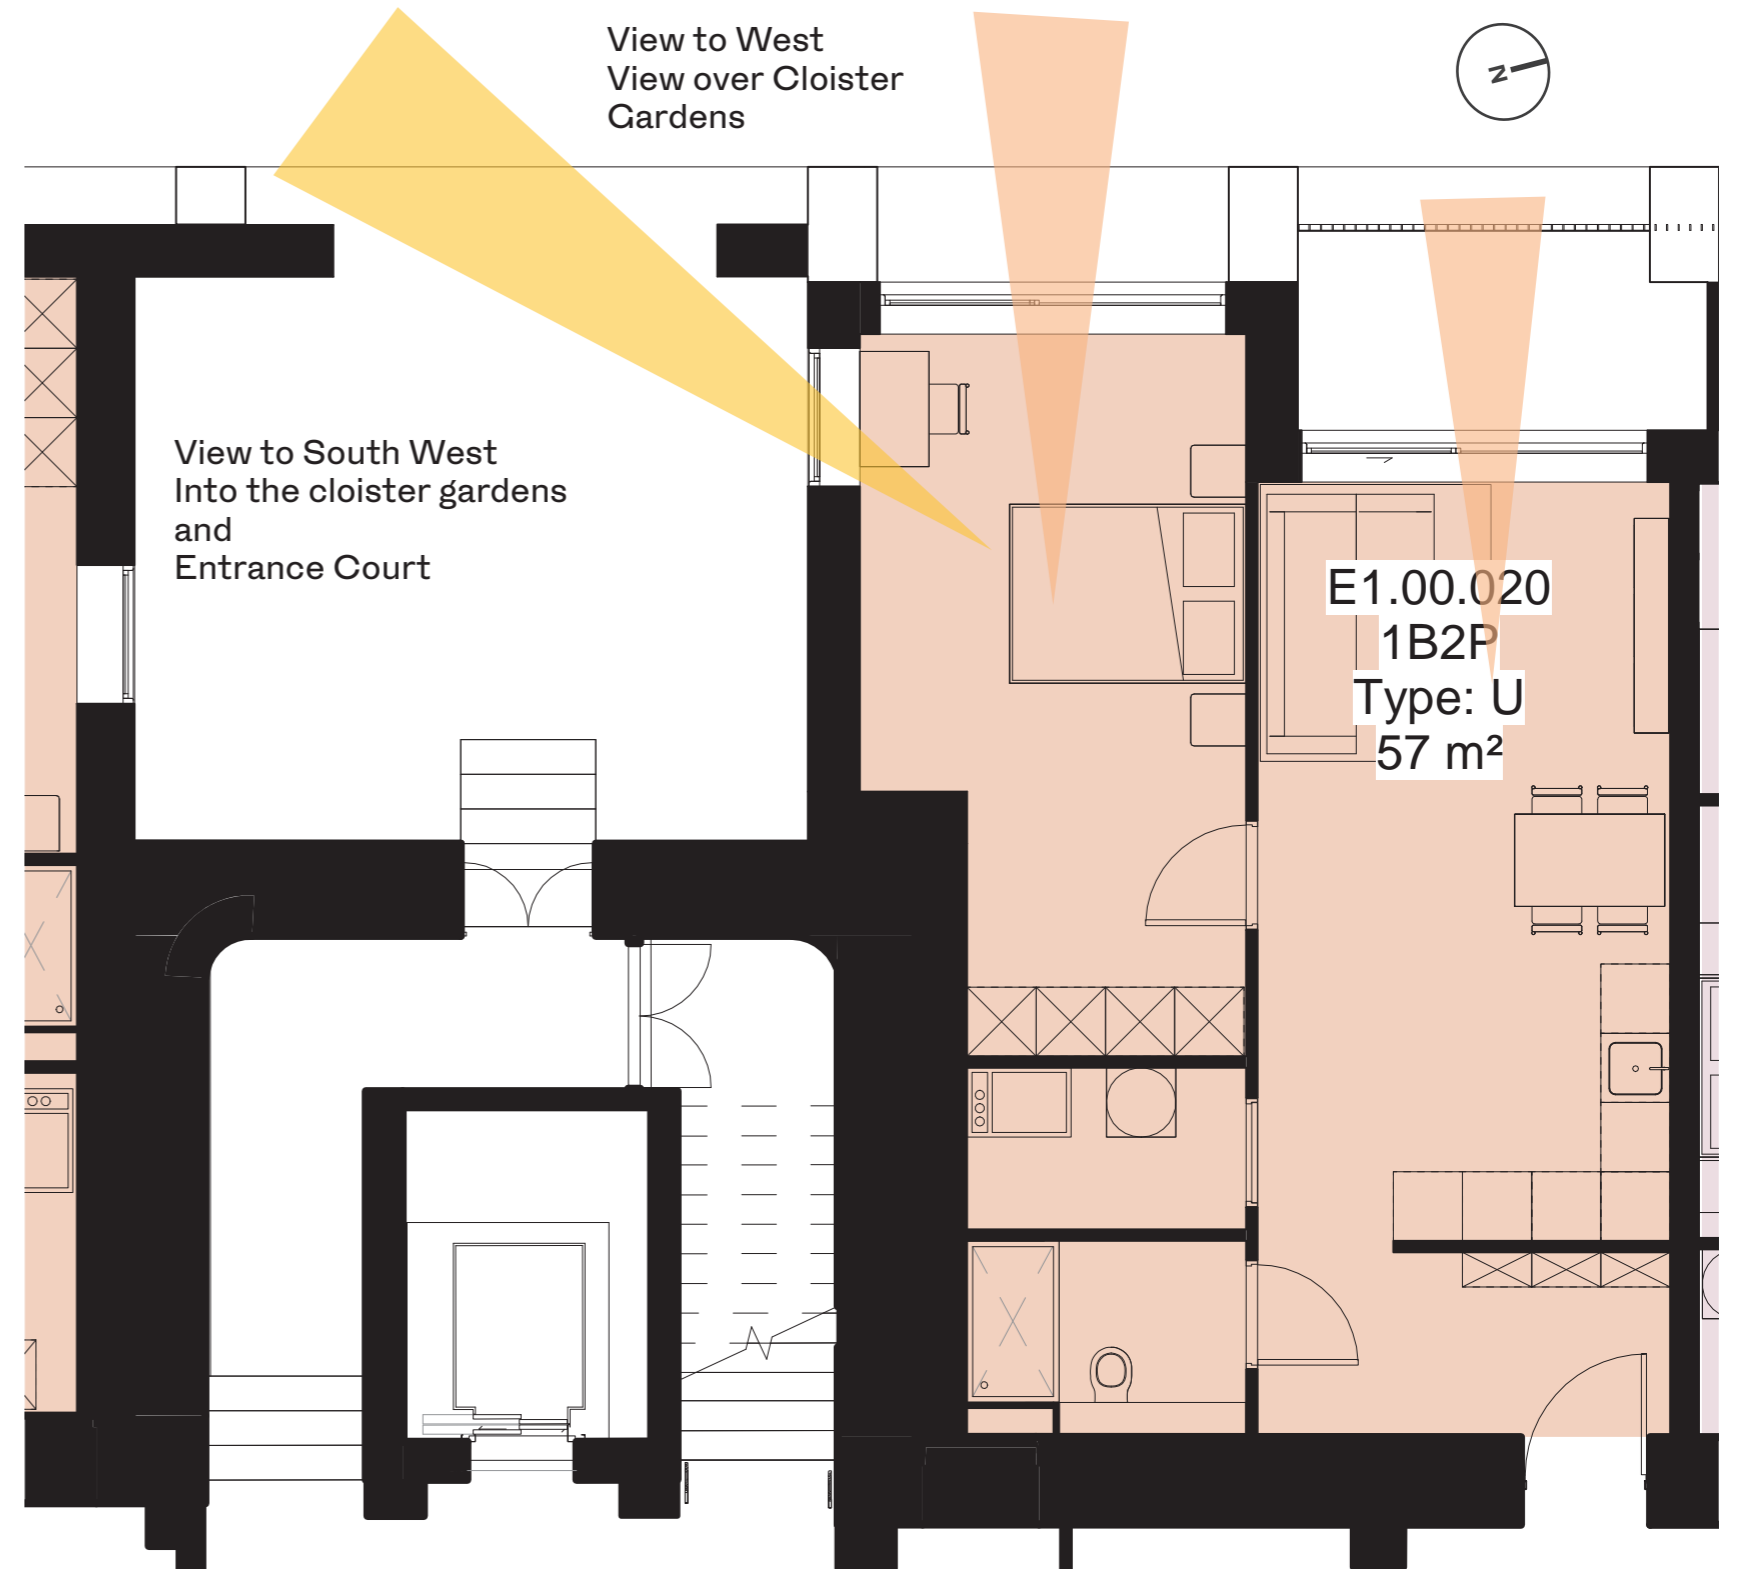 View to West
View over Cloister
Gardens
N
View to South West
Into the cloister gardens
and
Entrance Court
E1.00.020
1B2P
Type: U
57 m²